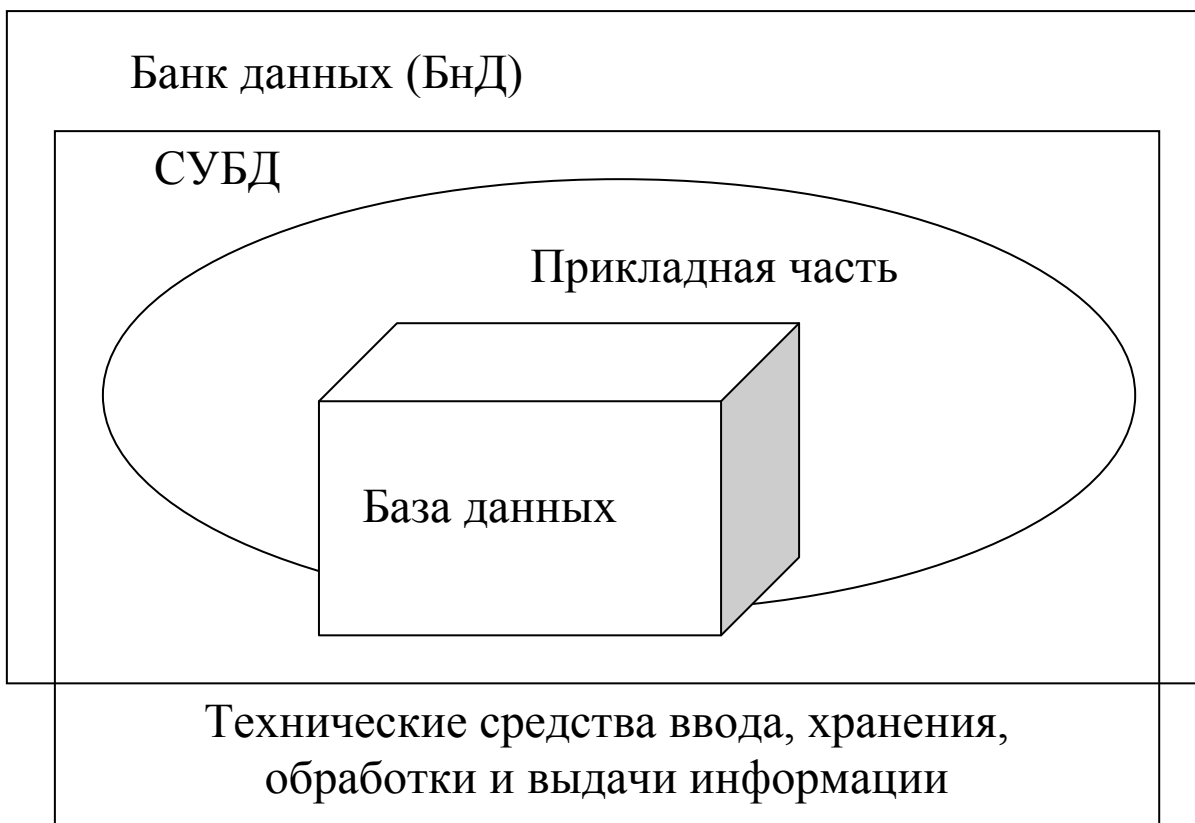 Банк данных (БнД)
СУБД
Прикладная часть
База данных
Технические средства ввода, хранения,
обработки и выдачи информации